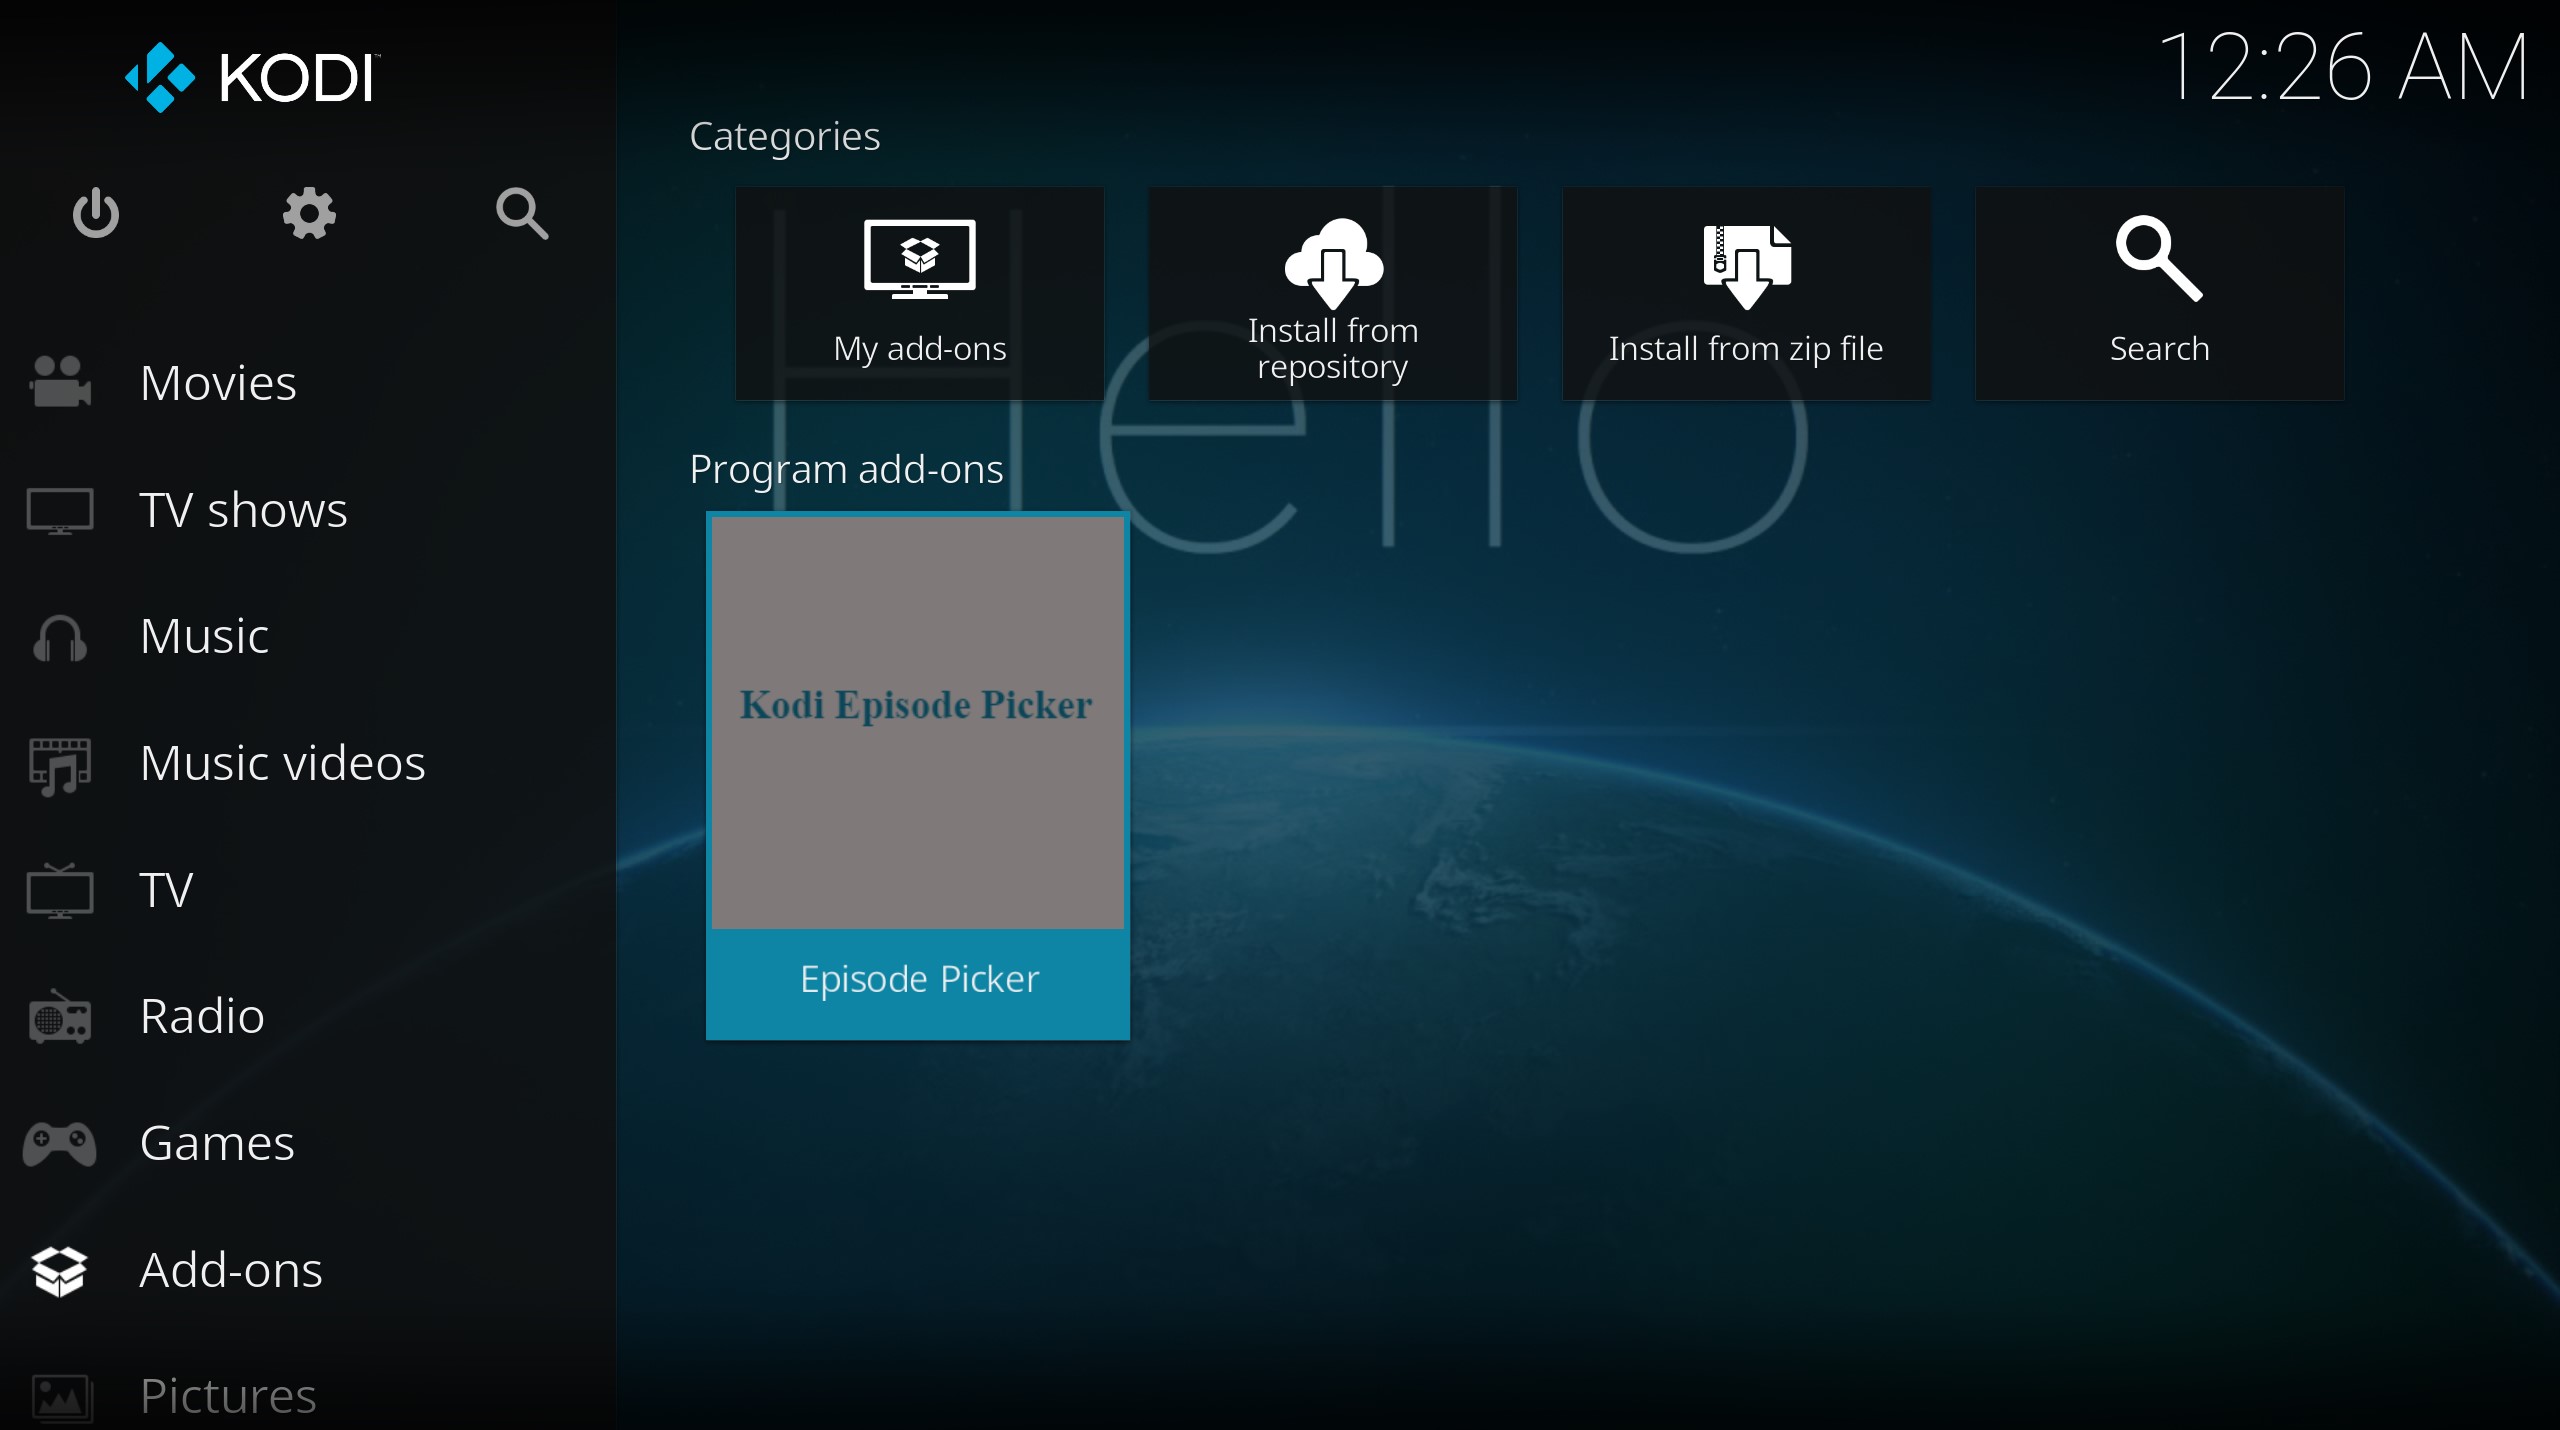 KODI
12:26 AM
Categories
My add-ons
Install from
repository
Install from zip file
Search
Hello
Program add-ons
Kodi Episode Picker
Episode Picker
Movies
TV shows
Music
Music videos
TV
Radio
Games
Add-ons
Pictures